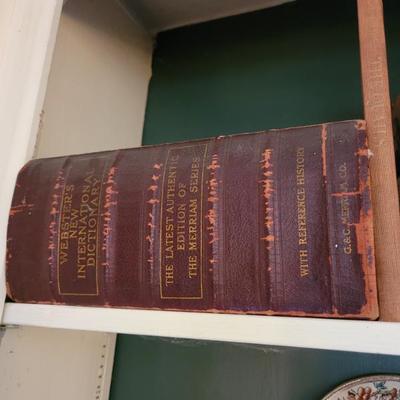 WEBSTER'S
NEW
INTERNATIONAL
DICTIONARY
THE LATEST AUTHENTIC
EDITION OF
THE MERRIAM SERIES
WITH REFERENCE HISTORY
G. & C. MERRIAM CO.